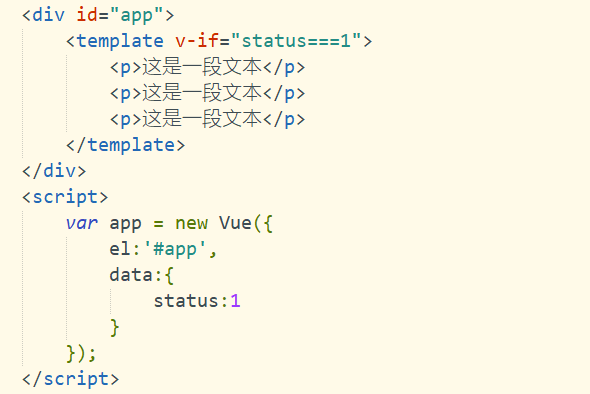 <div id="app">
    <template v-if="status===1">
        <p>这是一段文本</p>
        <p>这是一段文本</p>
        <p>这是一段文本</p>
    </template>
</div>
<script>
    var app = new Vue({
        el:'#app',
        data:{
            status:1
        }
    });
</script>